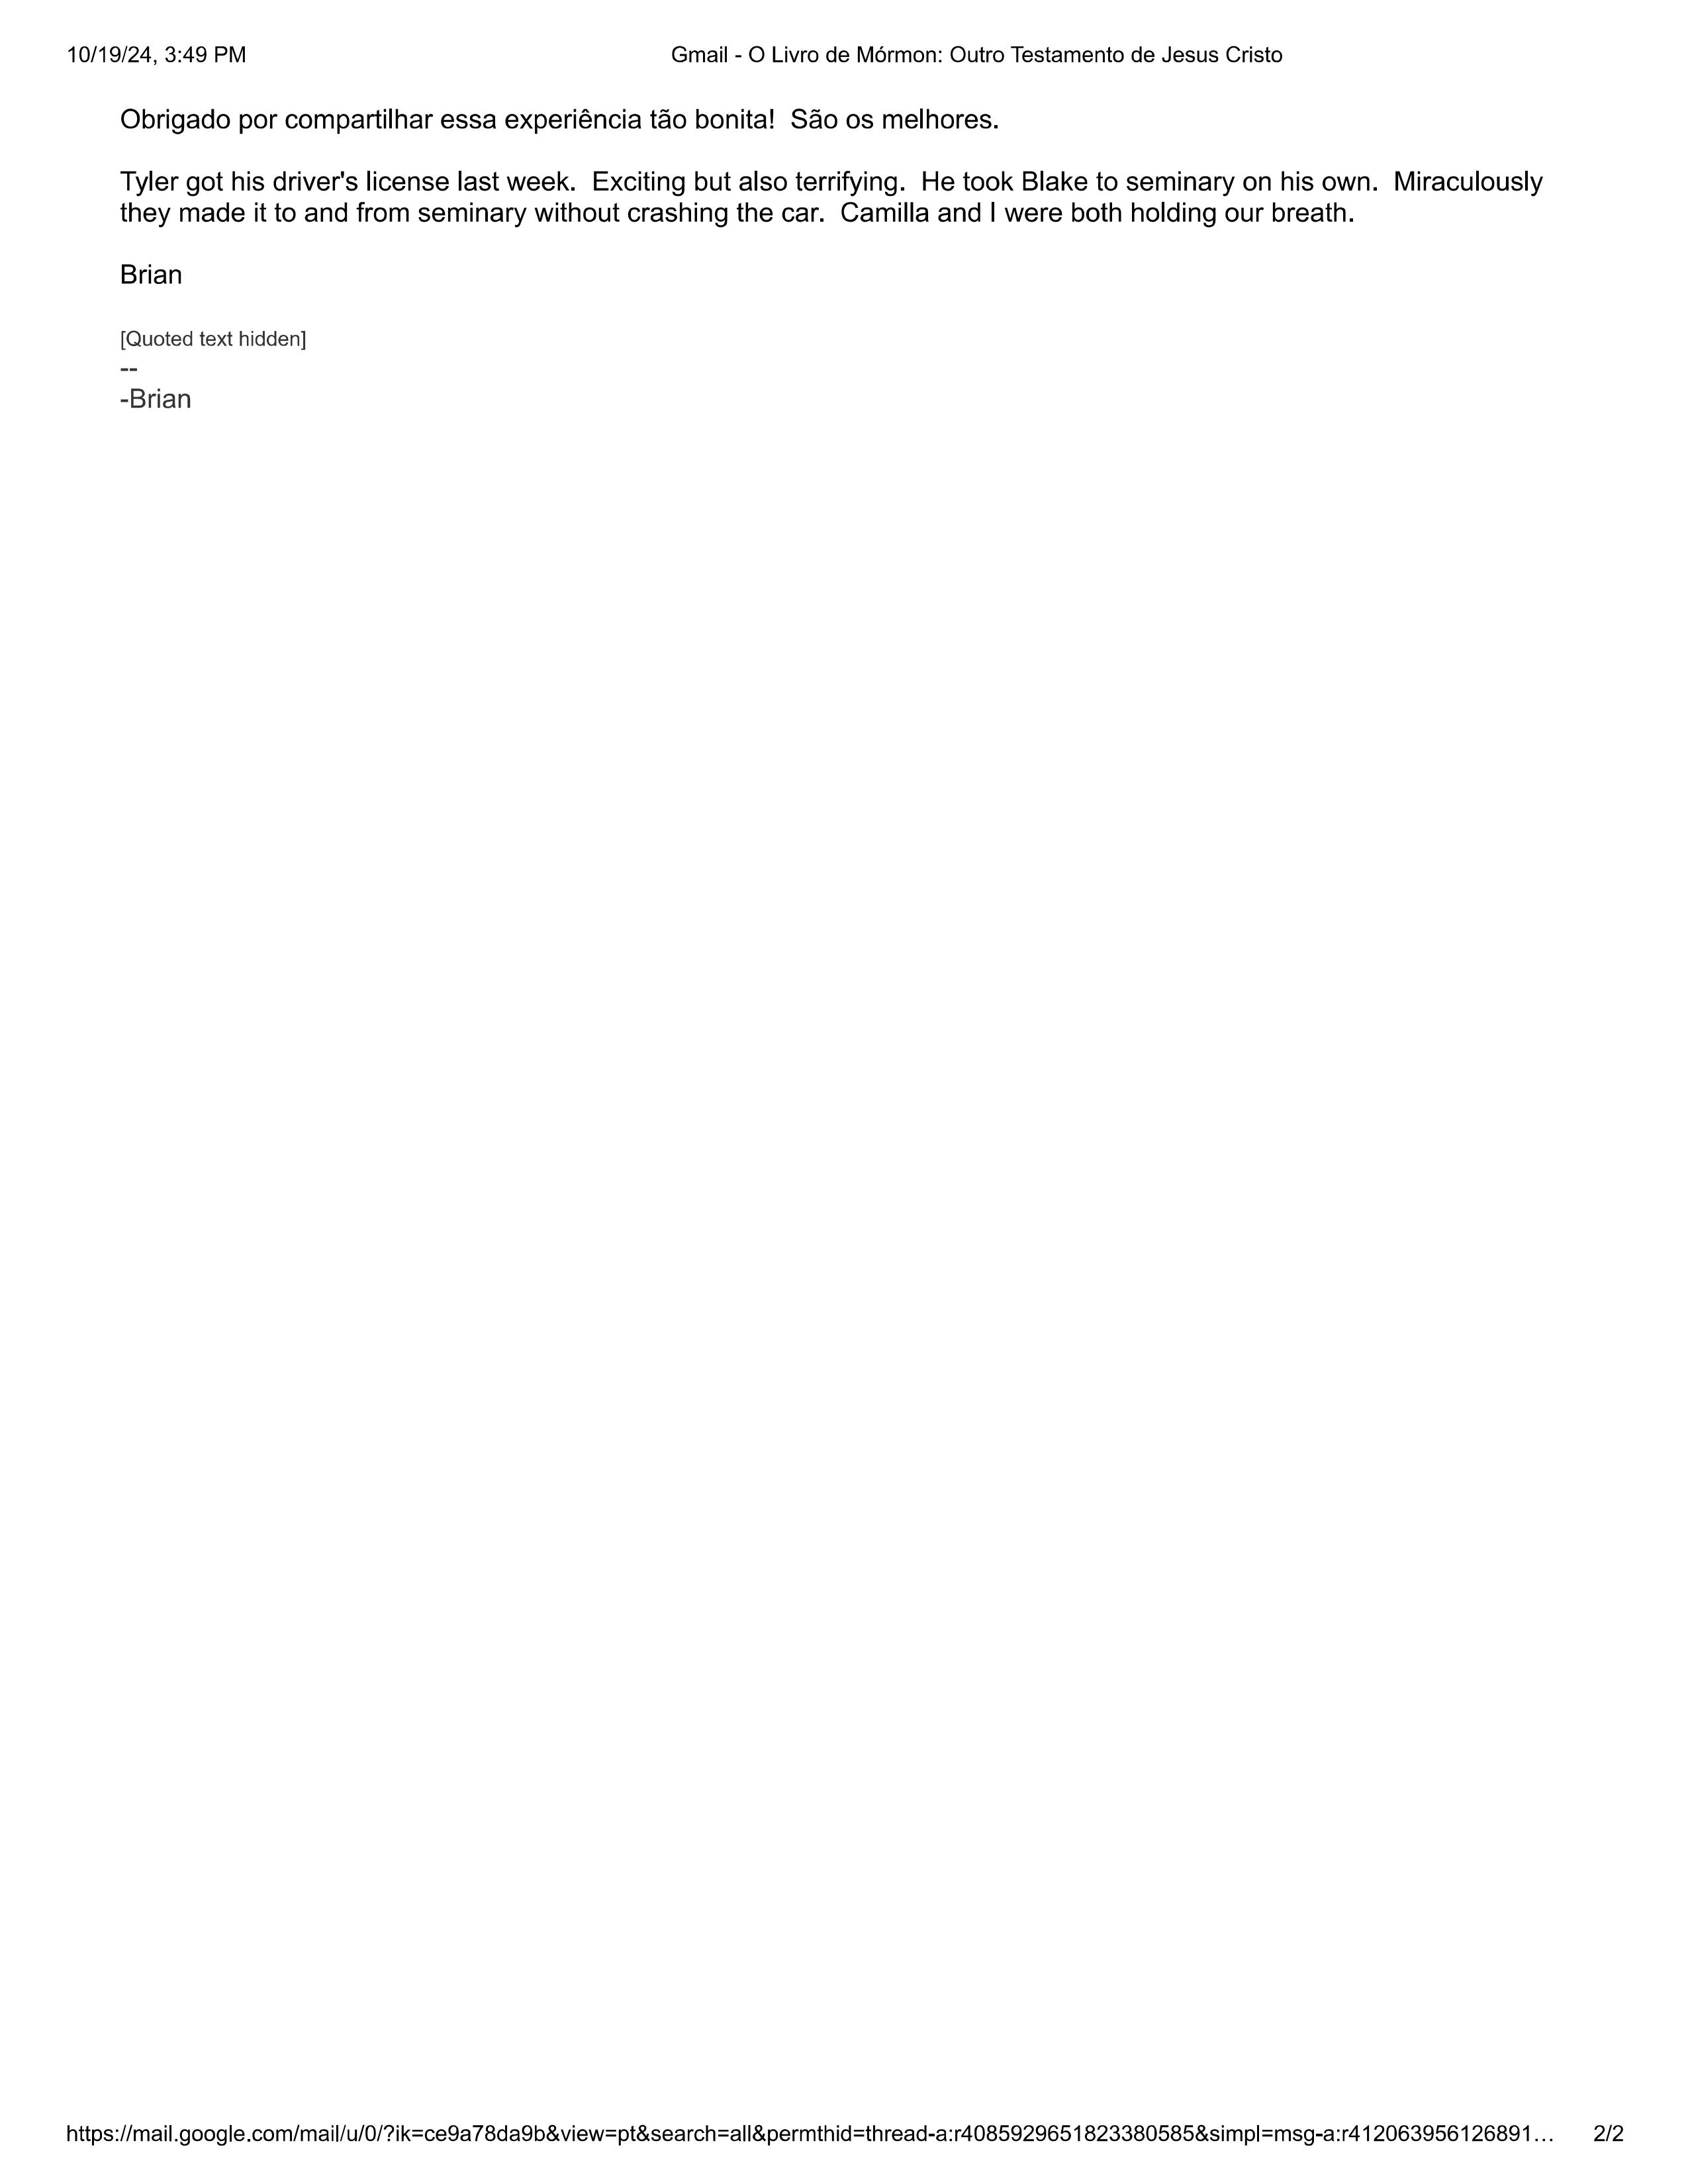 10/19/24, 3:49 PM
Gmail - O Livro de Mórmon: Outro Testamento de Jesus Cristo
Obrigado por compartilhar essa experiência tão bonita!  São os melhores.
Tyler got his driver's license last week.  Exciting but also terrifying.  He took Blake to seminary on his own.  Miraculously
they made it to and from seminary without crashing the car.  Camilla and I were both holding our breath.
Brian
[Quoted text hidden]
--
-Brian
https://mail.google.com/mail/u/0/?ik=ce9a78da9b&view=pt&search=all&permthid=thread-a:r4085929651823380585&simpl=msg-a:r412063956126891…
2/2